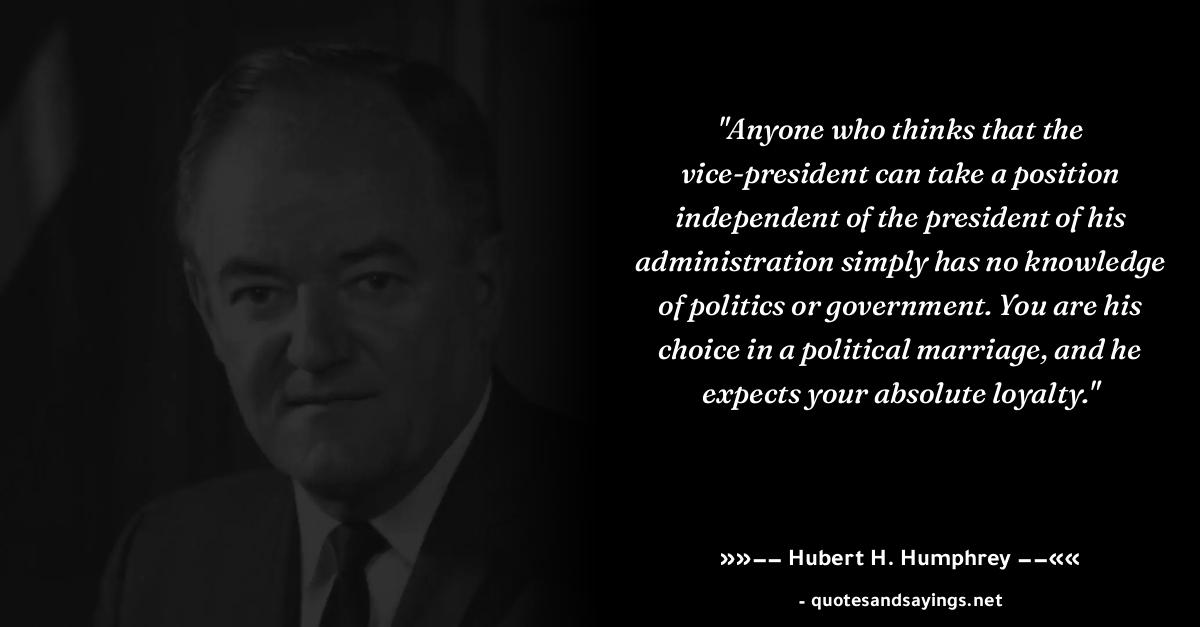 "Anyone who thinks that the
vice-president can take a position
independent of the president of his
administration simply has no knowledge
of politics or government. You are his
choice in a political marriage, and he
expects your absolute loyalty."
»»−− Hubert H. Humphrey −−««
- quotesandsayings.net